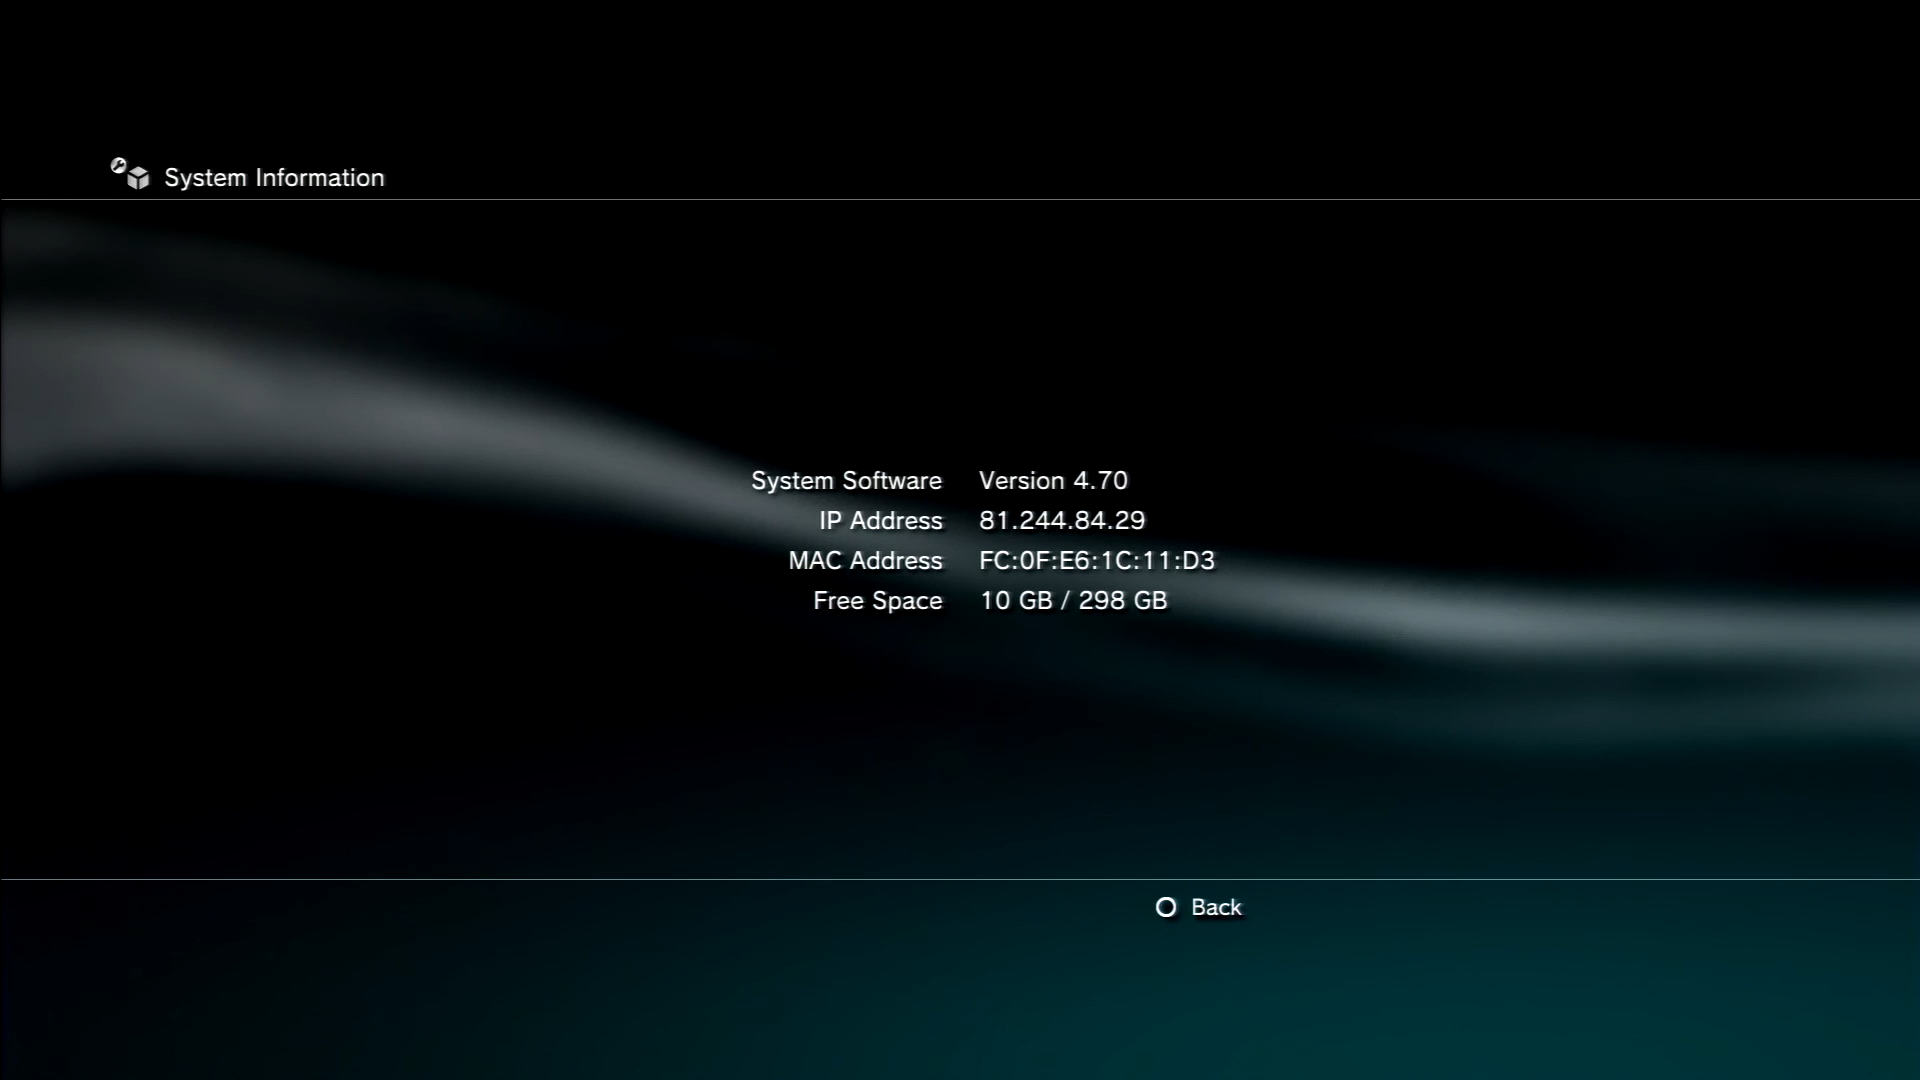 System Information
System Software Version 4.70
IP Address 81.244.84.29
MAC Address FC:0F:E6:1C:11:D3
Free Space 10 GB / 298 GB
Back